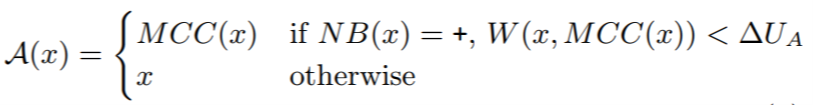 MCC(x) if NB(x) = +, W(x, MCC(x)) < ΔU_A
A(x) = {
x otherwise